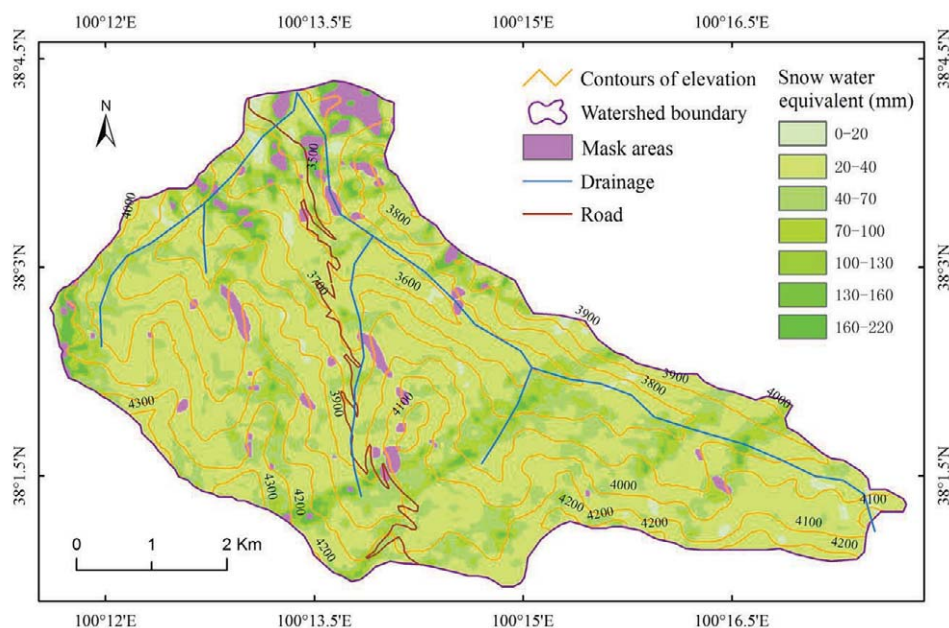 100°12'E 100°13.5'E 100°15'E 100°16.5'E
38°4.5'N 38°4.5'N
N
Contours of elevation
Watershed boundary
Mask areas
Drainage
Road
Snow water
equivalent (mm)
0-20
20-40
40-70
70-100
100-130
130-160
160-220
3500
4000
3800
38°3'N 38°3'N
3700
3600
3900
3900
3800
4000
4300
3900
4100
38°1.5'N 38°1.5'N
4300
4200
4200
4200
4200
4000
4200
4100
4100
4200
0 1 2 Km
100°12'E 100°13.5'E 100°15'E 100°16.5'E